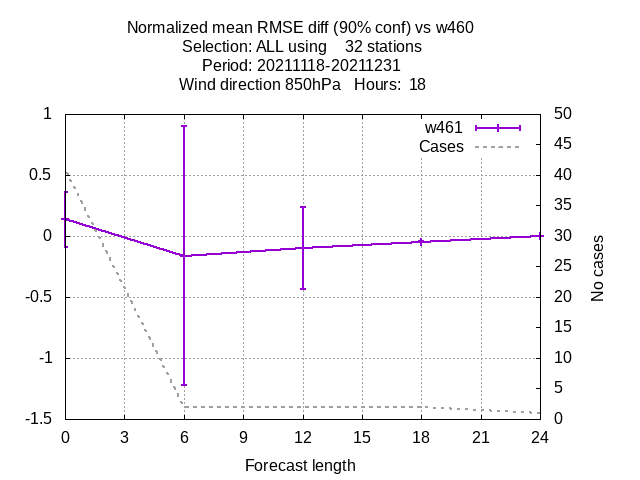 Normalized mean RMSE diff (90% conf) vs w460
Selection: ALL using    32 stations
Period: 20211118-20211231
Wind direction 850hPa   Hours:  18
w461
Cases
1
0.5
0
-0.5
-1
-1.5
50
45
40
35
30
25
20
15
10
5
0
No cases
0 3 6 9 12 15 18 21 24
Forecast length